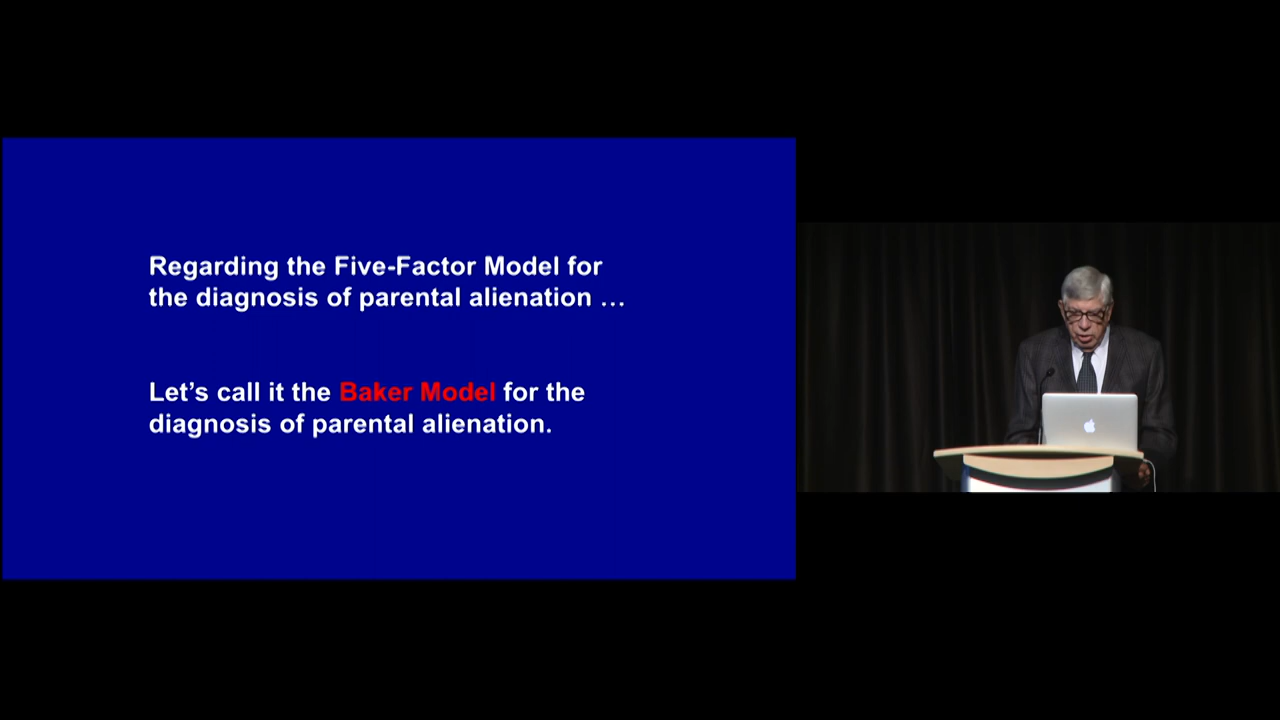 Regarding the Five-Factor Model for
the diagnosis of parental alienation …
Let’s call it the Baker Model for the
diagnosis of parental alienation.